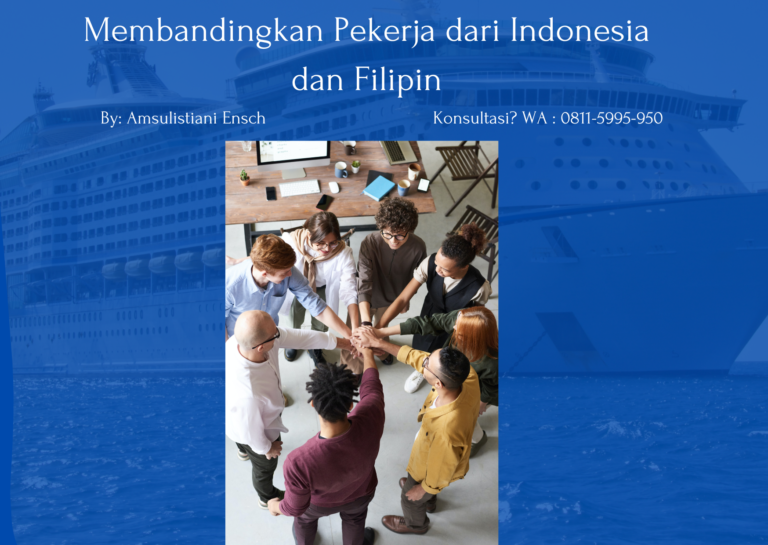 Membandingkan Pekerja dari Indonesia
dan Filipin
By: Amsulistiani Ensch
Konsultasi? WA : 0811-5995-950